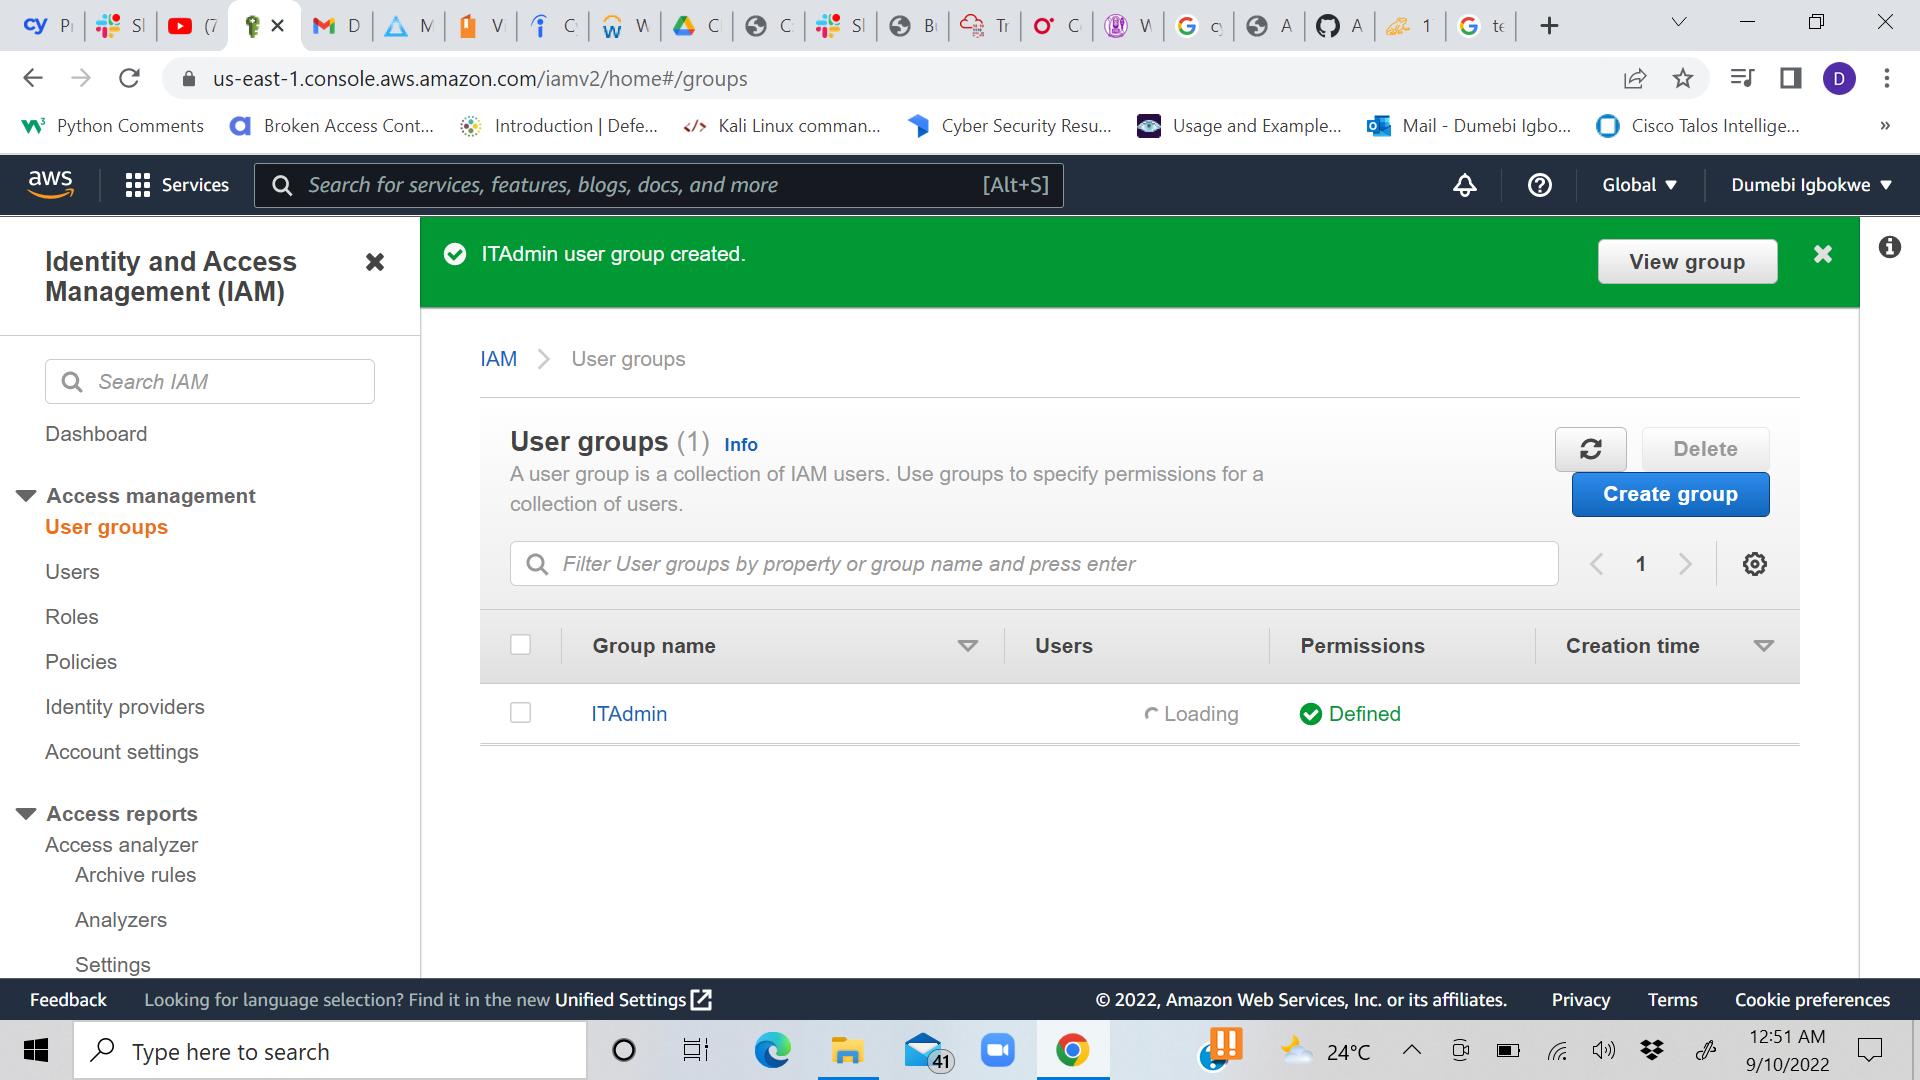 P Sl (7 D M Vi C W Cl C Sl B Tr C W cy A A 1 te
us-east-1.console.aws.amazon.com/iamv2/home#/groups
D
Python Comments Broken Access Cont... Introduction | Defe... Kali Linux comman... Cyber Security Resu... Usage and Example... Mail - Dumebi Igbo... Cisco Talos Intellige... »
aws Services Search for services, features, blogs, docs, and more [Alt+S] Global Dumebi Igbokwe
Identity and Access
Management (IAM)
ITAdmin user group created. View group
Search IAM
Dashboard
Access management
User groups
Users
Roles
Policies
Identity providers
Account settings
Access reports
Access analyzer
Archive rules
Analyzers
Settings
IAM User groups
User groups (1) Info
A user group is a collection of IAM users. Use groups to specify permissions for a
collection of users.
Delete
Create group
Filter User groups by property or group name and press enter 1
Group name Users Permissions Creation time
ITAdmin Loading Defined
Feedback Looking for language selection? Find it in the new Unified Settings © 2022, Amazon Web Services, Inc. or its affiliates. Privacy Terms Cookie preferences
Type here to search 41 24°C 12:51 AM
9/10/2022